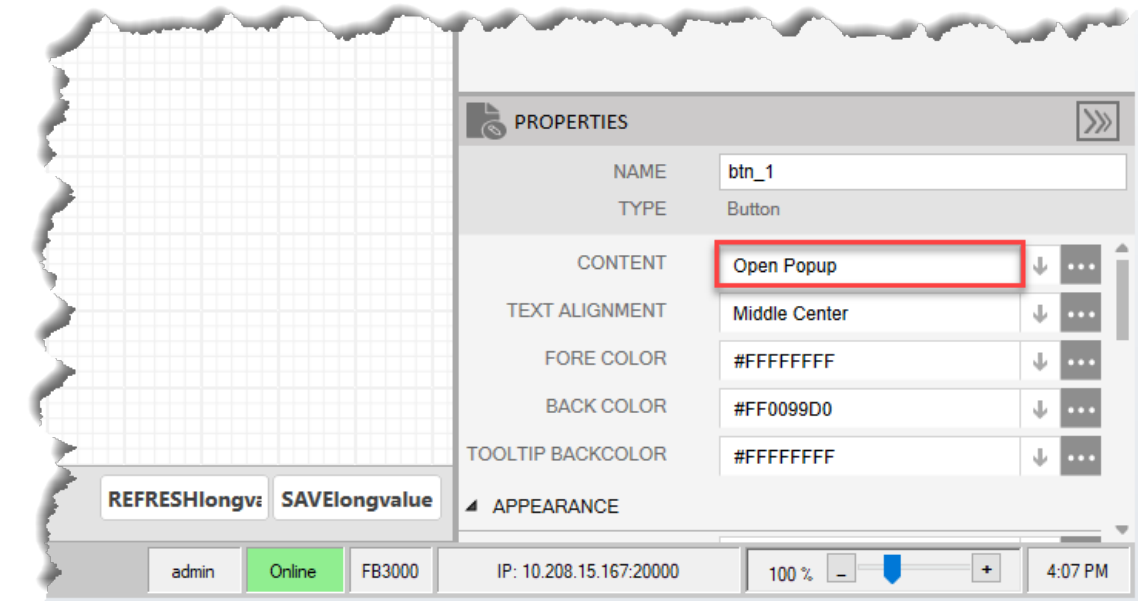 PROPERTIES
NAME btn_1
TYPE Button
CONTENT Open Popup
TEXT ALIGNMENT Middle Center
FORE COLOR #FFFFFFFF
BACK COLOR #FF0099D0
TOOLTIP BACKCOLOR #FFFFFFFF
APPEARANCE
REFRESHlongva SAVElongvalue
admin Online FB3000 IP: 10.208.15.167:20000 100 % - + 4:07 PM